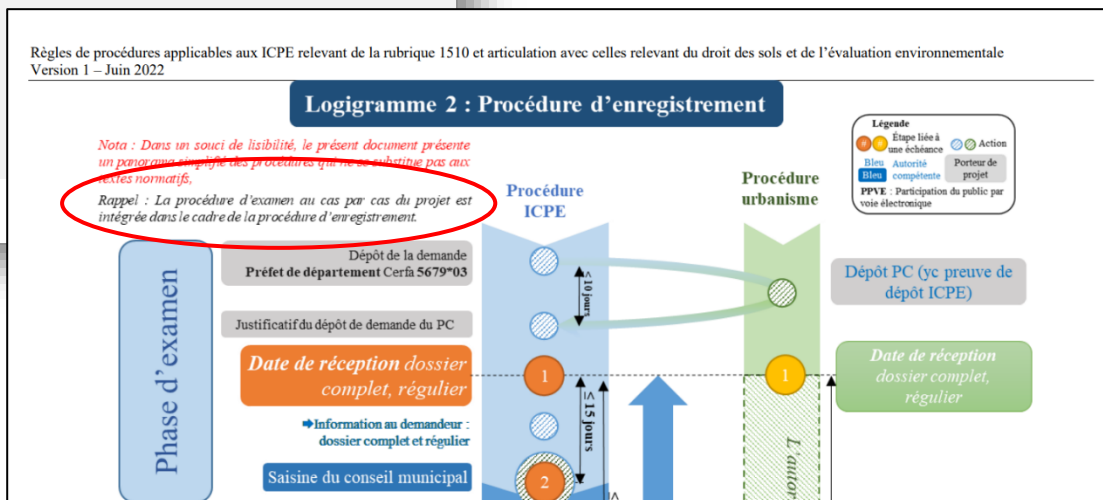 Règles de procédures applicables aux ICPE relevant de la rubrique 1510 et articulation avec celles relevant du droit des sols et de l'évaluation environnementale
Version 1 – Juin 2022
Logigramme 2 : Procédure d'enregistrement
Nota : Dans un souci de lisibilité, le présent document présente
un panorama simplifié des procédures qui ne se substitue pas aux
textes normatifs,
Rappel : La procédure d'examen au cas par cas du projet est
intégrée dans le cadre de la procédure d'enregistrement.
Légende
# # Étape liée à
une échéance
Action
Bleu Autorité
Bleu compétente
Porteur de
projet
PPVE : Participation du public par
voie électronique
Procédure
ICPE
Procédure
urbanisme
Phase d'examen
Dépôt de la demande
Préfet de département Cerfa 5679*03
≤ 10 jours
Dépôt PC (yc preuve de
dépôt ICPE)
Justificatif du dépôt de demande du PC
Date de réception dossier
complet, régulier
1
1
Date de réception
dossier complet,
régulier
≤ 15 jours
➡Information au demandeur :
dossier complet et régulier
Saisine du conseil municipal
2
L'autor